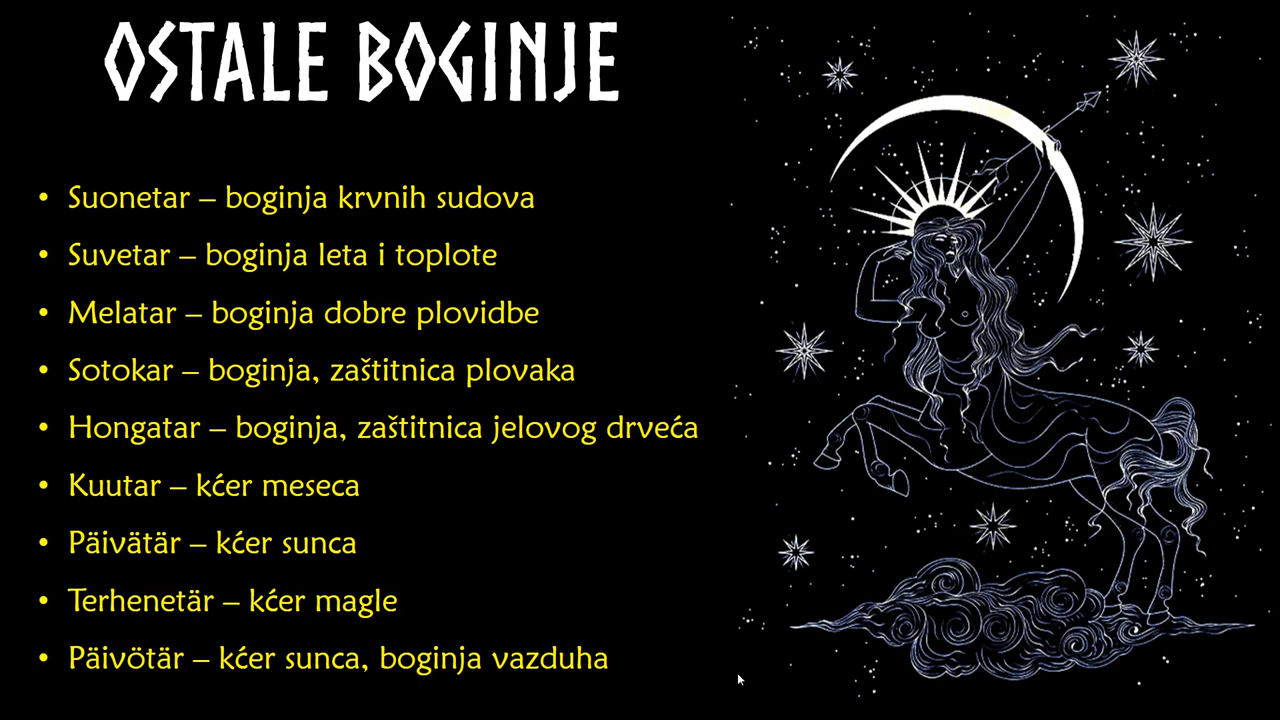 OSTALE BOGINJE
• Suonetar – boginja krvnih sudova
• Suvetar – boginja leta i toplote
• Melatar – boginja dobre plovidbe
• Sotokar – boginja, zaštitnica plovaka
• Hongatar – boginja, zaštitnica jelovog drveća
• Kuutar – kćer meseca
• Päivätär – kćer sunca
• Terhenetär – kćer magle
• Päivötär – kćer sunca, boginja vazduha